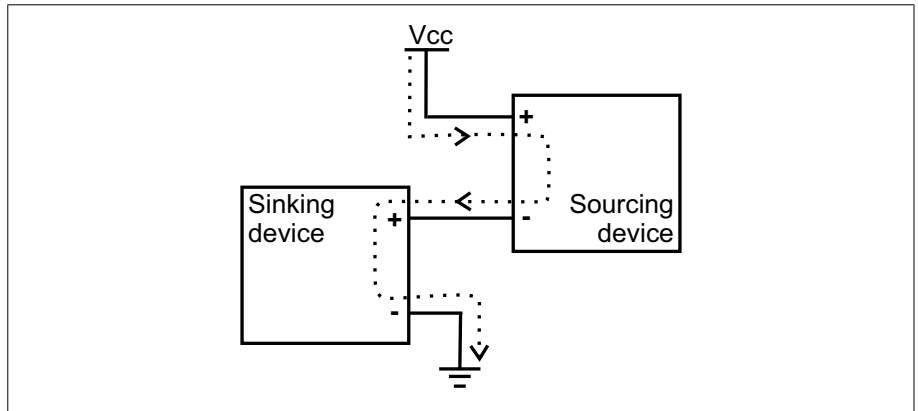 Vcc
+
-
Sourcing
device
Sinking
device
+
-